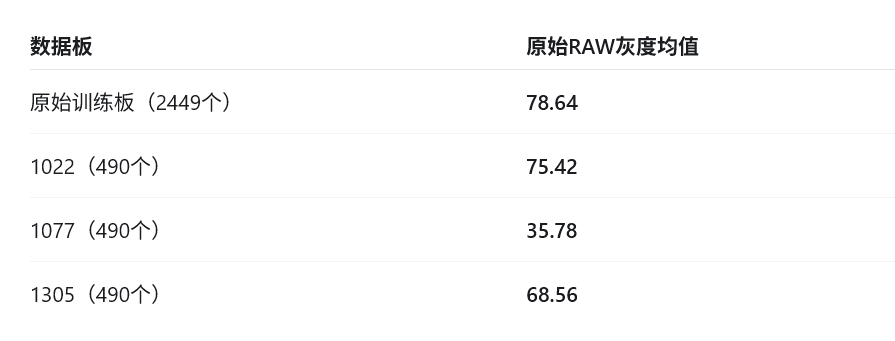 数据板 原始RAW灰度均值
原始训练板（2449个） 78.64
1022（490个） 75.42
1077（490个） 35.78
1305（490个） 68.56